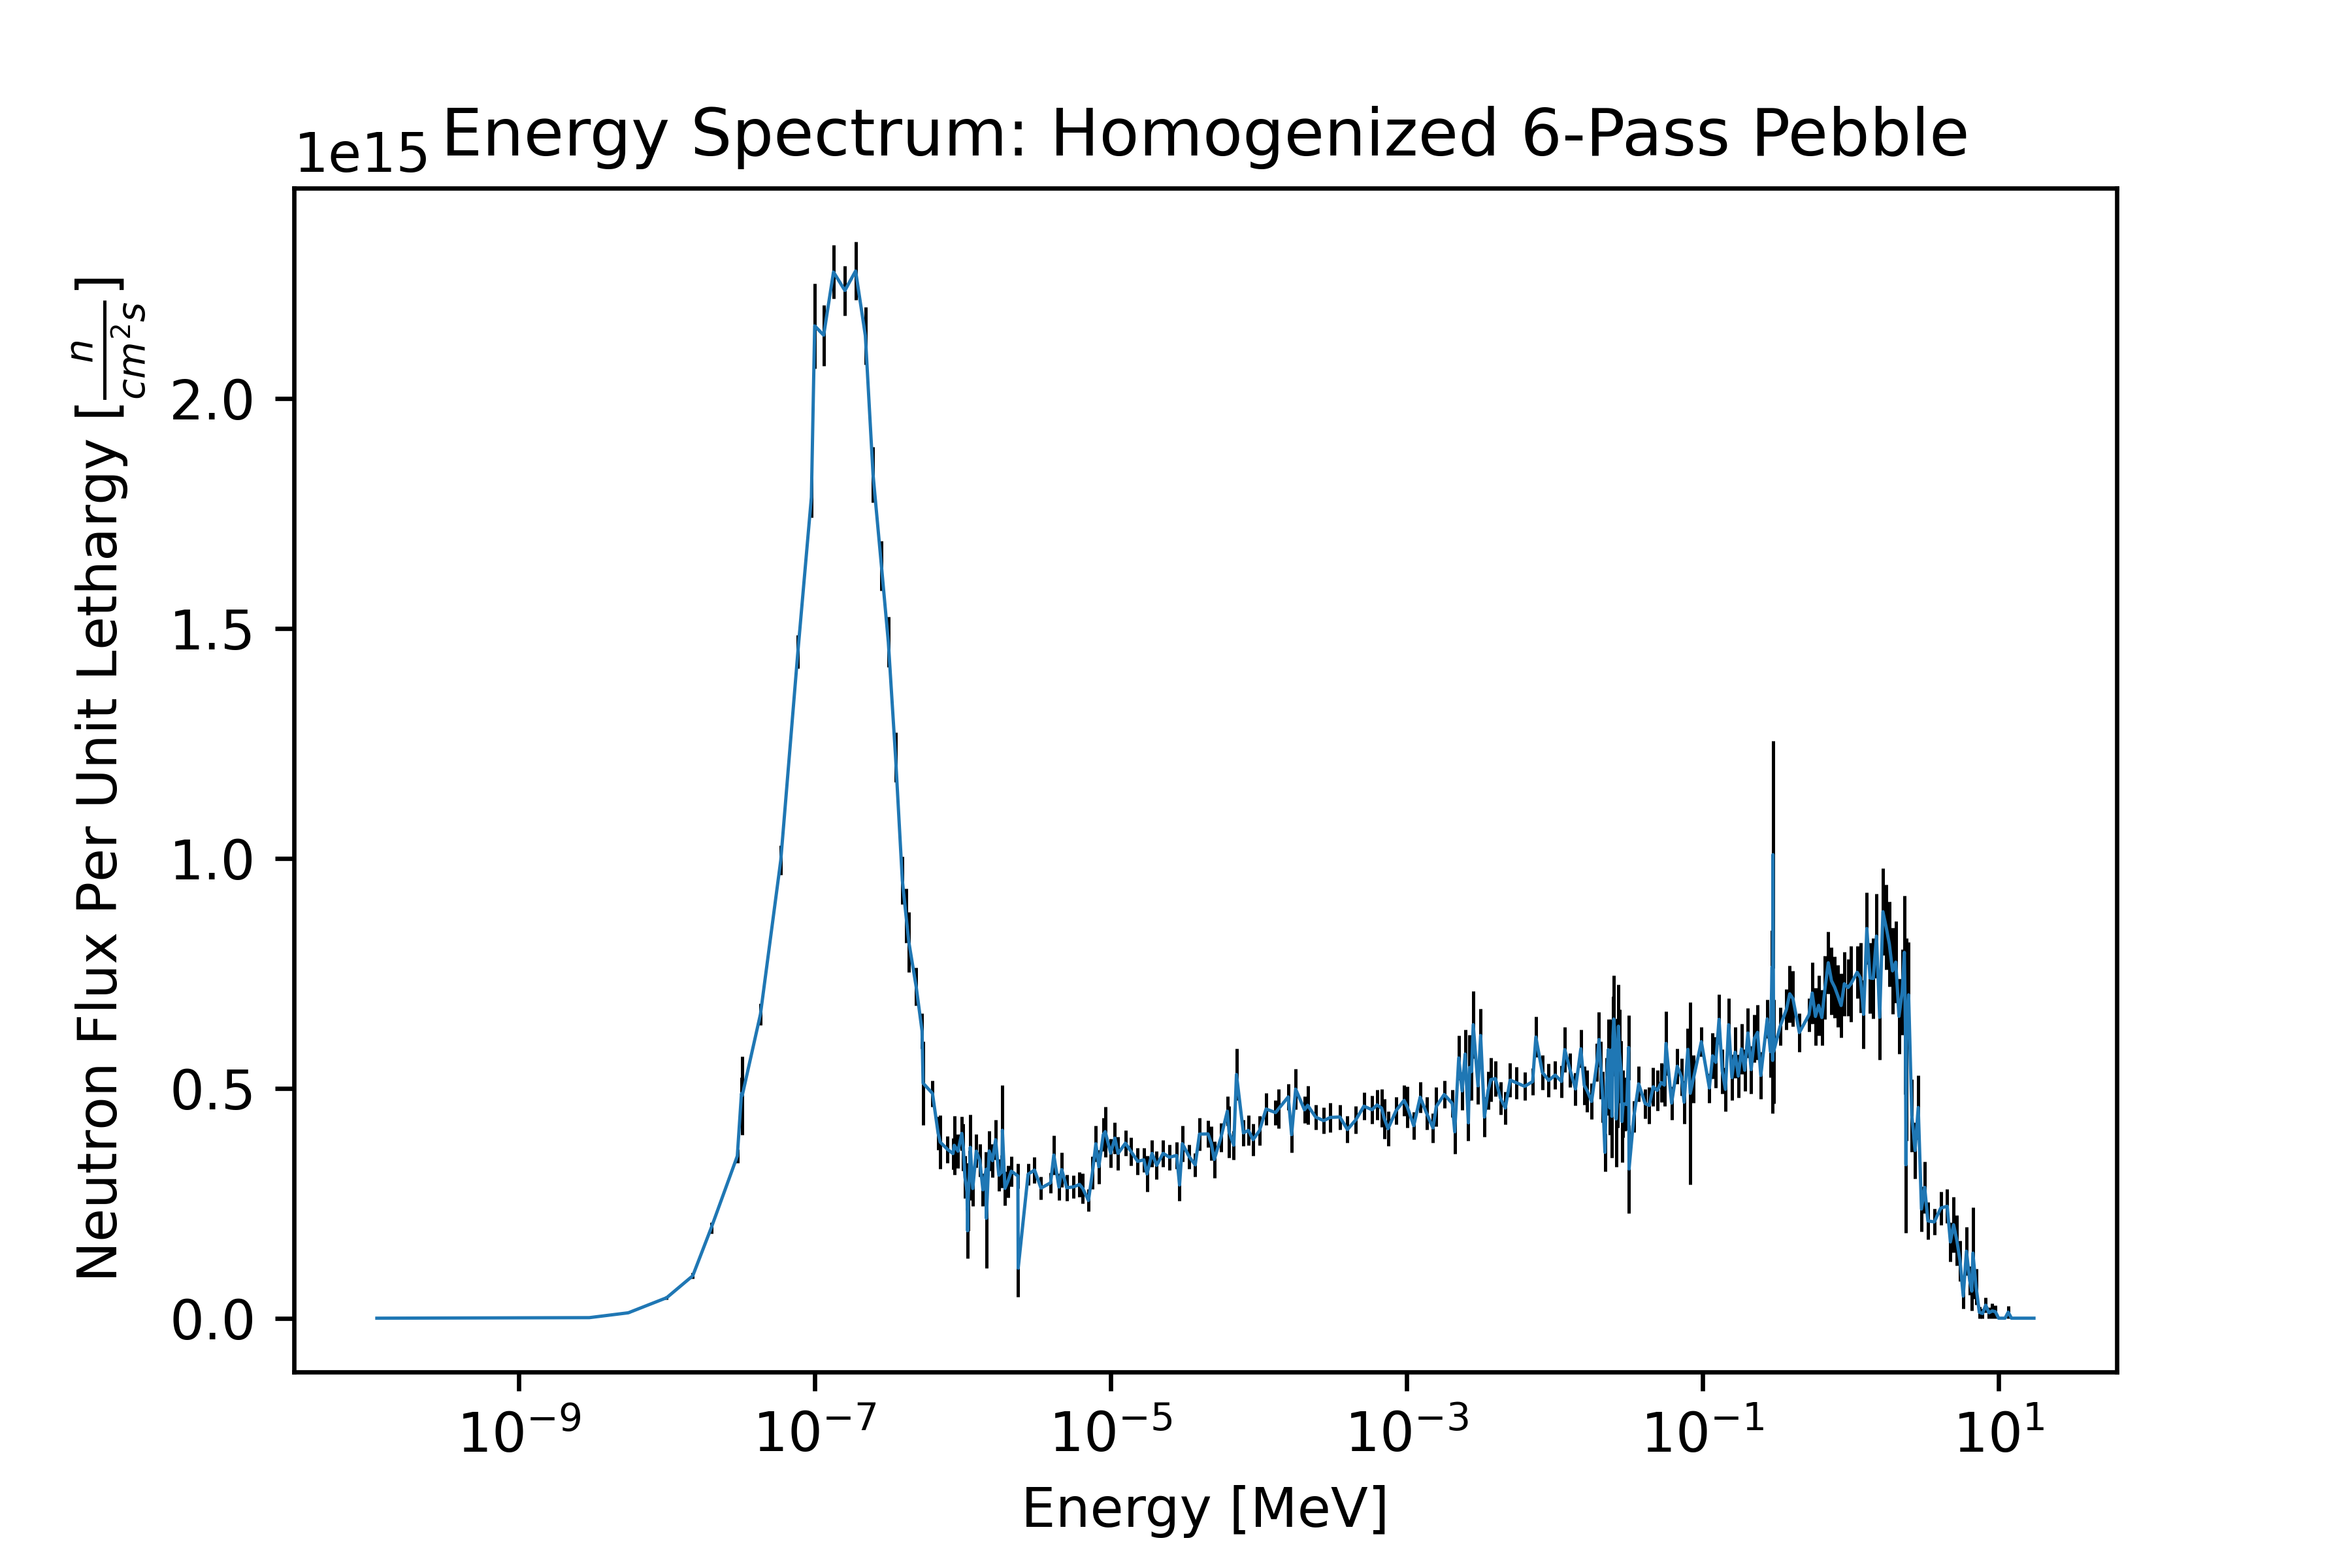 1e15 Energy Spectrum: Homogenized 6-Pass Pebble
Neutron Flux Per Unit Lethargy [n/cm²s]
2.0
1.5
1.0
0.5
0.0
10⁻⁹ 10⁻⁷ 10⁻⁵ 10⁻³ 10⁻¹ 10¹
Energy [MeV]